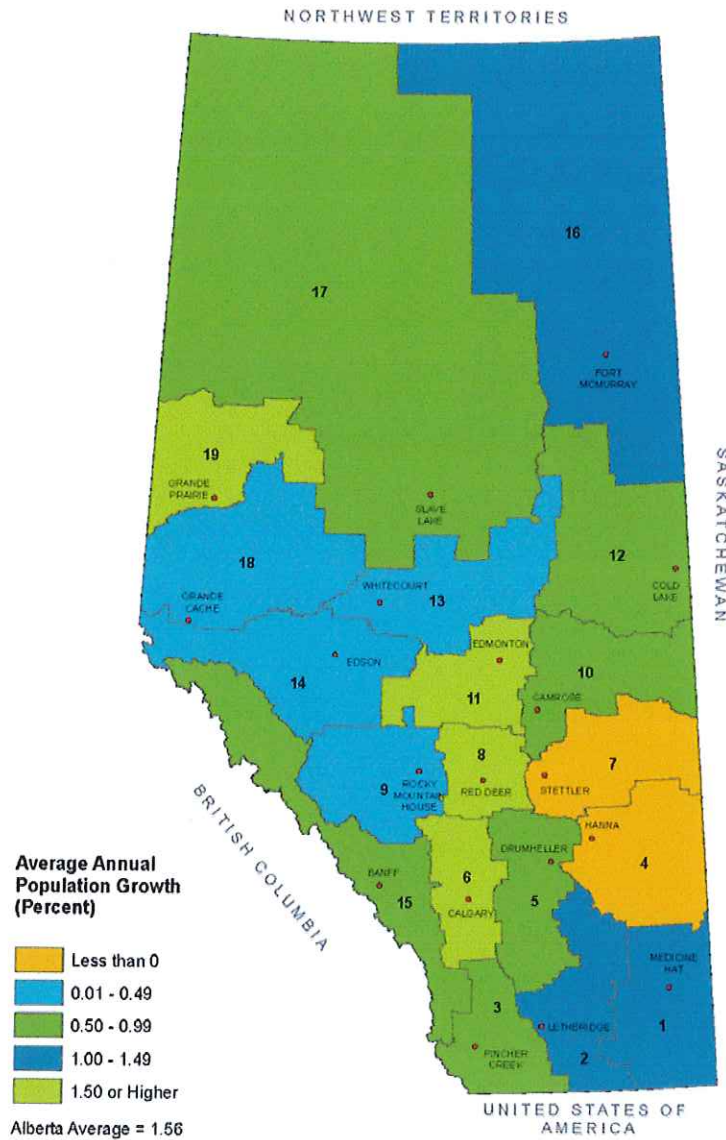 NORTHWEST TERRITORIES
16
17
FORT
MCMURRAY
19
GRANDE
PRAIRIE
SLAVE
LAKE
SASKATCHEWAN
12
18
WHITECOURT
COLD
LAKE
13
GRANDE
CACHE
EDMONTON
EDSON
14
10
11
CAMROSE
8
7
9
ROCKY
MOUNTAIN
HOUSE
RED DEER
STETTLER
HANNA
BRITISH COLUMBIA
DRUMHELLER
4
Average Annual
Population Growth
(Percent)
BANFF
15
6
CALGARY
5
Less than 0
MEDICINE
HAT
0.01 - 0.49
3
1
LETHBRIDGE
0.50 - 0.99
PINCHER
CREEK
2
1.00 - 1.49
1.50 or Higher
UNITED STATES OF
AMERICA
Alberta Average = 1.56